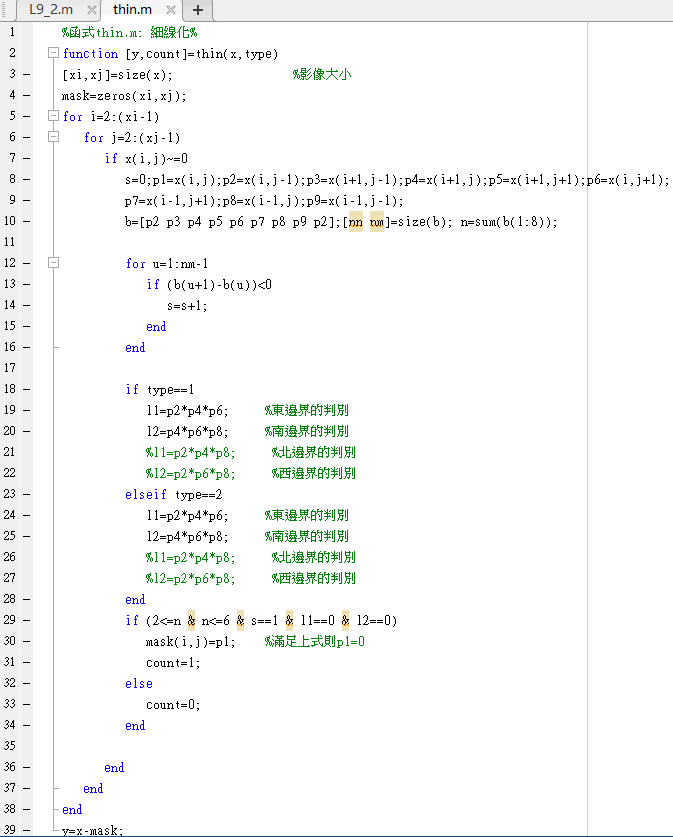 L9_2.m × thin.m × +
1 %函式thin.m: 細線化%
2 function [y,count]=thin(x,type)
3 – [xi,xj]=size(x); %影像大小
4 – mask=zeros(xi,xj);
5 – for i=2:(xi-1)
6 – for j=2:(xj-1)
7 – if x(i,j)~=0
8 – s=0;p1=x(i,j);p2=x(i,j-1);p3=x(i+1,j-1);p4=x(i+1,j);p5=x(i+1,j+1);p6=x(i,j+1);
9 – p7=x(i-1,j+1);p8=x(i-1,j);p9=x(i-1,j-1);
10 – b=[p2 p3 p4 p5 p6 p7 p8 p9 p2];[nn nm]=size(b); n=sum(b(1:8));
11
12 – for u=1:nm-1
13 – if (b(u+1)-b(u))<0
14 – s=s+1;
15 – end
16 – end
17
18 – if type==1
19 – l1=p2*p4*p6; %東邊界的判別
20 – l2=p4*p6*p8; %南邊界的判別
21 %l1=p2*p4*p8; %北邊界的判別
22 %l2=p2*p6*p8; %西邊界的判別
23 – elseif type==2
24 – l1=p2*p4*p6; %東邊界的判別
25 – l2=p4*p6*p8; %南邊界的判別
26 %l1=p2*p4*p8; %北邊界的判別
27 %l2=p2*p6*p8; %西邊界的判別
28 – end
29 – if (2<=n & n<=6 & s==1 & l1==0 & l2==0)
30 – mask(i,j)=p1; %滿足上式則p1=0
31 – count=1;
32 – else
33 – count=0;
34 – end
35
36 – end
37 – end
38 – end
39 – y=x-mask;